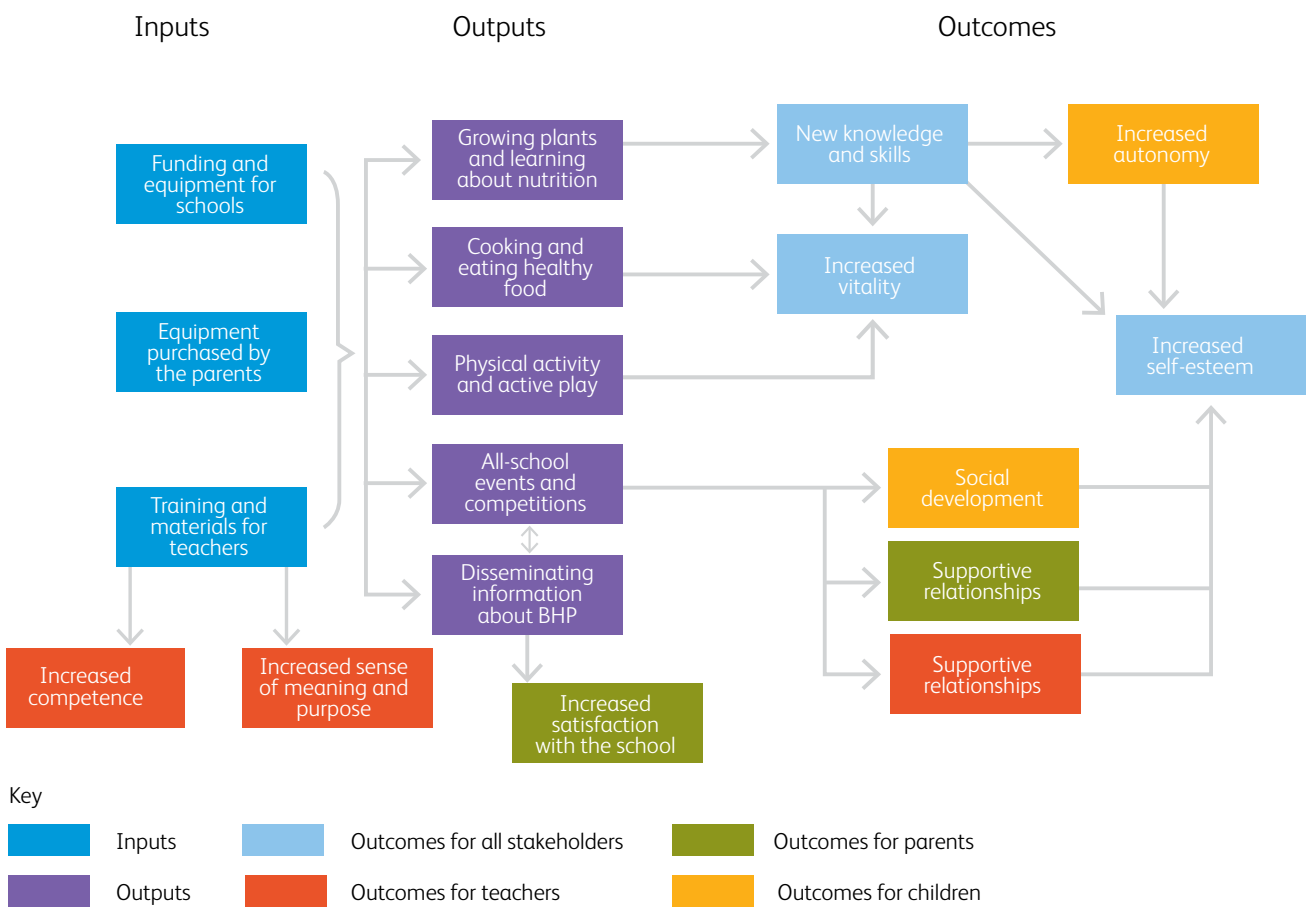 Inputs
Outputs
Outcomes
Funding and
equipment for
schools
Equipment
purchased by
the parents
Training and
materials for
teachers
Increased
competence
Increased sense
of meaning and
purpose
Growing plants
and learning
about nutrition
Cooking and
eating healthy
food
Physical activity
and active play
All-school
events and
competitions
Disseminating
information
about BHP
Increased
satisfaction
with the school
New knowledge
and skills
Increased
autonomy
Increased
vitality
Increased
self-esteem
Social
development
Supportive
relationships
Supportive
relationships
Key
Inputs
Outcomes for all stakeholders
Outcomes for parents
Outputs
Outcomes for teachers
Outcomes for children